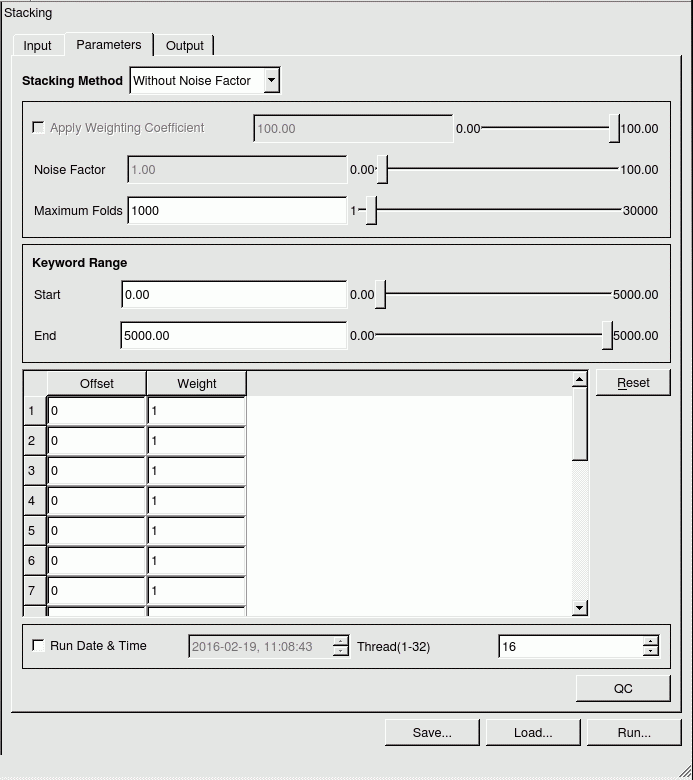 Stacking
Input Parameters Output
Stacking Method Without Noise Factor
Apply Weighting Coefficient 100.00 0.00 100.00
Noise Factor 1.00 0.00 100.00
Maximum Folds 1000 1 30000
Keyword Range
Start 0.00 0.00 5000.00
End 5000.00 0.00 5000.00
Offset Weight Reset
1 0 1
2 0 1
3 0 1
4 0 1
5 0 1
6 0 1
7 0 1
Run Date & Time 2016-02-19, 11:08:43 Thread(1-32) 16
QC
Save... Load... Run...